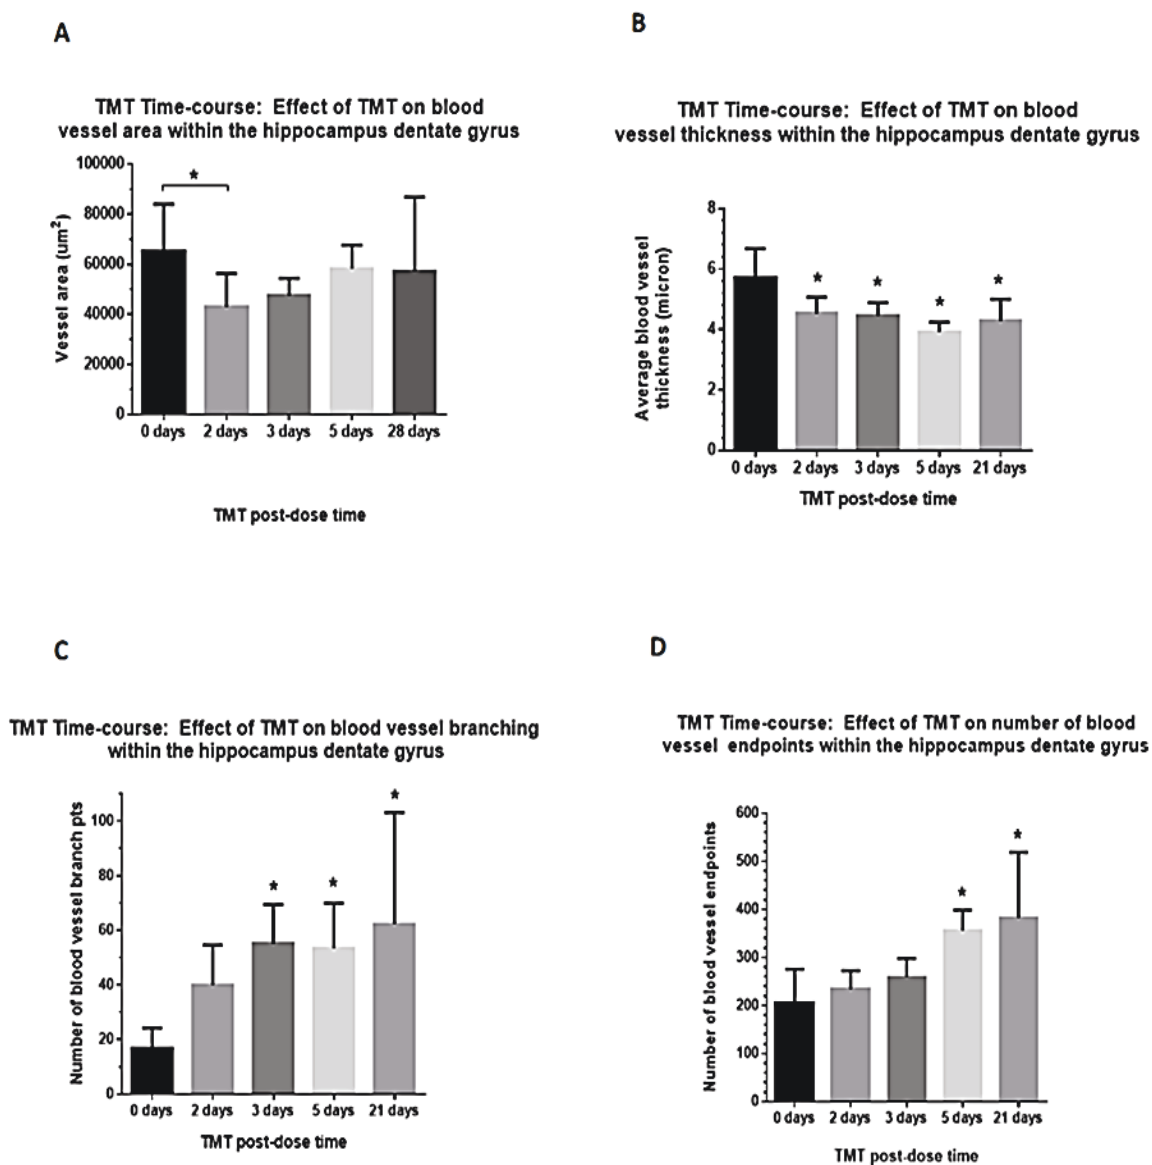 A
TMT Time-course: Effect of TMT on blood
vessel area within the hippocampus dentate gyrus
Vessel area (um²)
100000
80000
60000
40000
20000
0
*
0 days 2 days 3 days 5 days 28 days
TMT post-dose time
B
TMT Time-course: Effect of TMT on blood
vessel thickness within the hippocampus dentate gyrus
Average blood vessel
thickness (micron)
8
6
4
2
0
* * * *
0 days 2 days 3 days 5 days 21 days
TMT post-dose time
C
TMT Time-course: Effect of TMT on blood vessel branching
within the hippocampus dentate gyrus
Number of blood vessel branch pts
100
80
60
40
20
0
* * *
0 days 2 days 3 days 5 days 21 days
TMT post-dose time
D
TMT Time-course: Effect of TMT on number of blood
vessel endpoints within the hippocampus dentate gyrus
Number of blood vessel endpoints
600
500
400
300
200
100
0
* *
0 days 2 days 3 days 5 days 21 days
TMT post-dose time